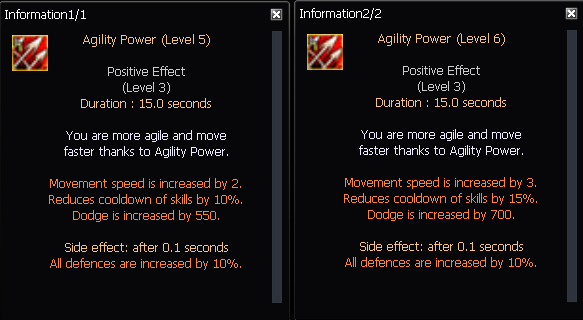 Information1/1
Agility Power (Level 5)
Positive Effect
(Level 3)
Duration : 15.0 seconds
You are more agile and move
faster thanks to Agility Power.
Movement speed is increased by 2.
Reduces cooldown of skills by 10%.
Dodge is increased by 550.
Side effect: after 0.1 seconds
All defences are increased by 10%.
Information2/2
Agility Power (Level 6)
Positive Effect
(Level 3)
Duration : 15.0 seconds
You are more agile and move
faster thanks to Agility Power.
Movement speed is increased by 3.
Reduces cooldown of skills by 15%.
Dodge is increased by 700.
Side effect: after 0.1 seconds
All defences are increased by 10%.